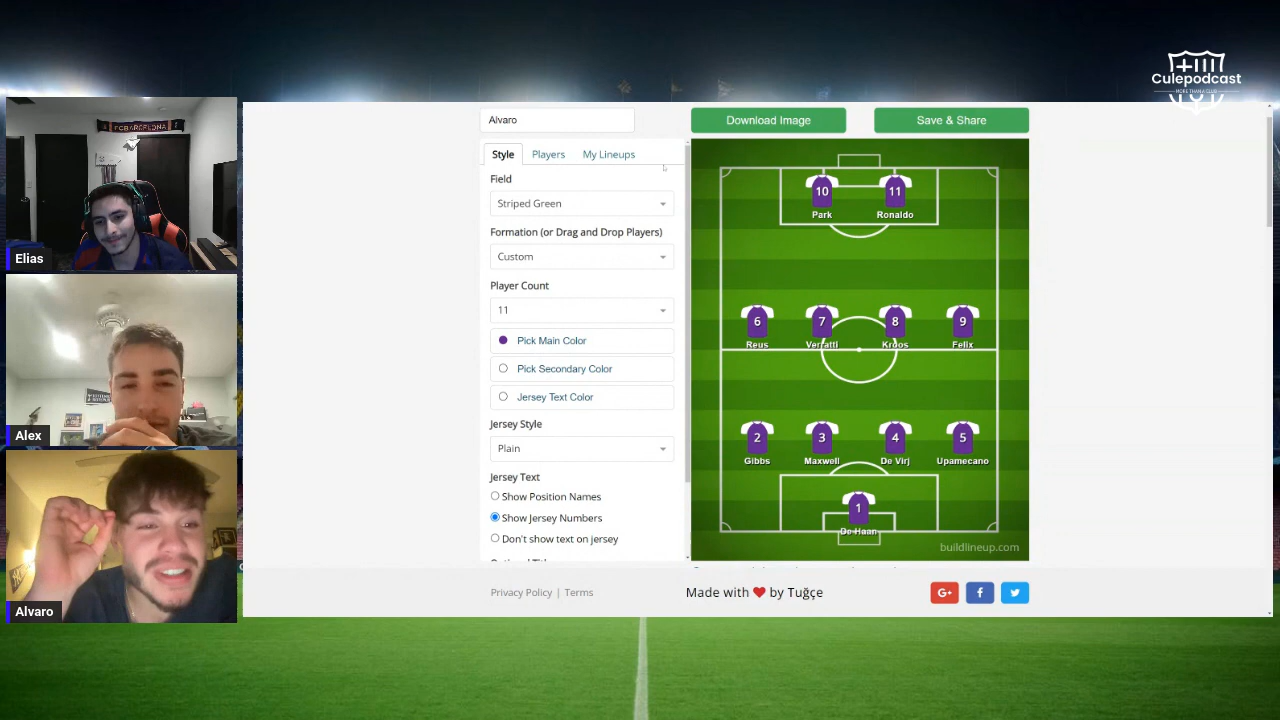 Culepodcast
MORE THAN A CLUB
FCBARCELONA
Elias
Alex
Alvaro
Alvaro
Download Image
Save & Share
Style
Players
My Lineups
Field
Striped Green
Formation (or Drag and Drop Players)
Custom
Player Count
11
Pick Main Color
Pick Secondary Color
Jersey Text Color
Jersey Style
Plain
Jersey Text
Show Position Names
Show Jersey Numbers
Don't show text on jersey
10 11
Park Ronaldo
6 7 8 9
Reus Verratti Kroos Felix
2 3 4 5
Gibbs Maxwell De Virj Upamecano
1
De Haan
buildlineup.com
Privacy Policy | Terms
Made with ❤ by Tuğçe
G+ f